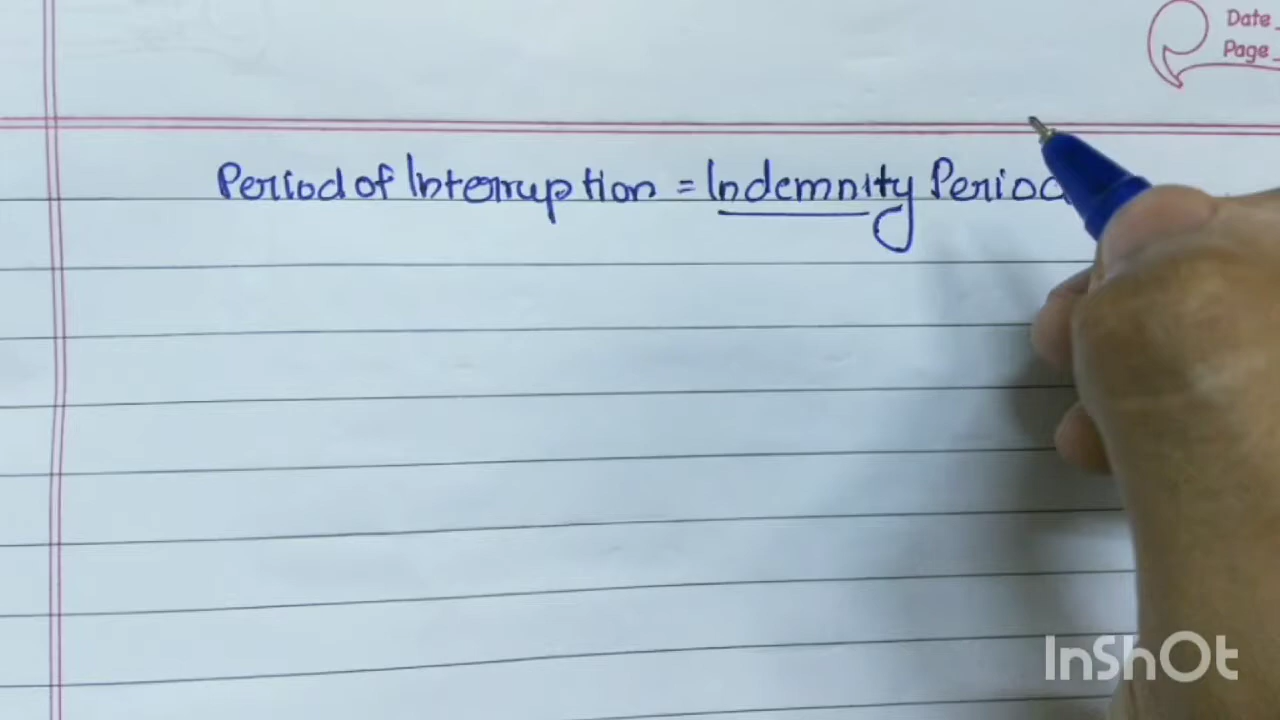 Date
Page
Period of Interruption = Indemnity Period
InShOt